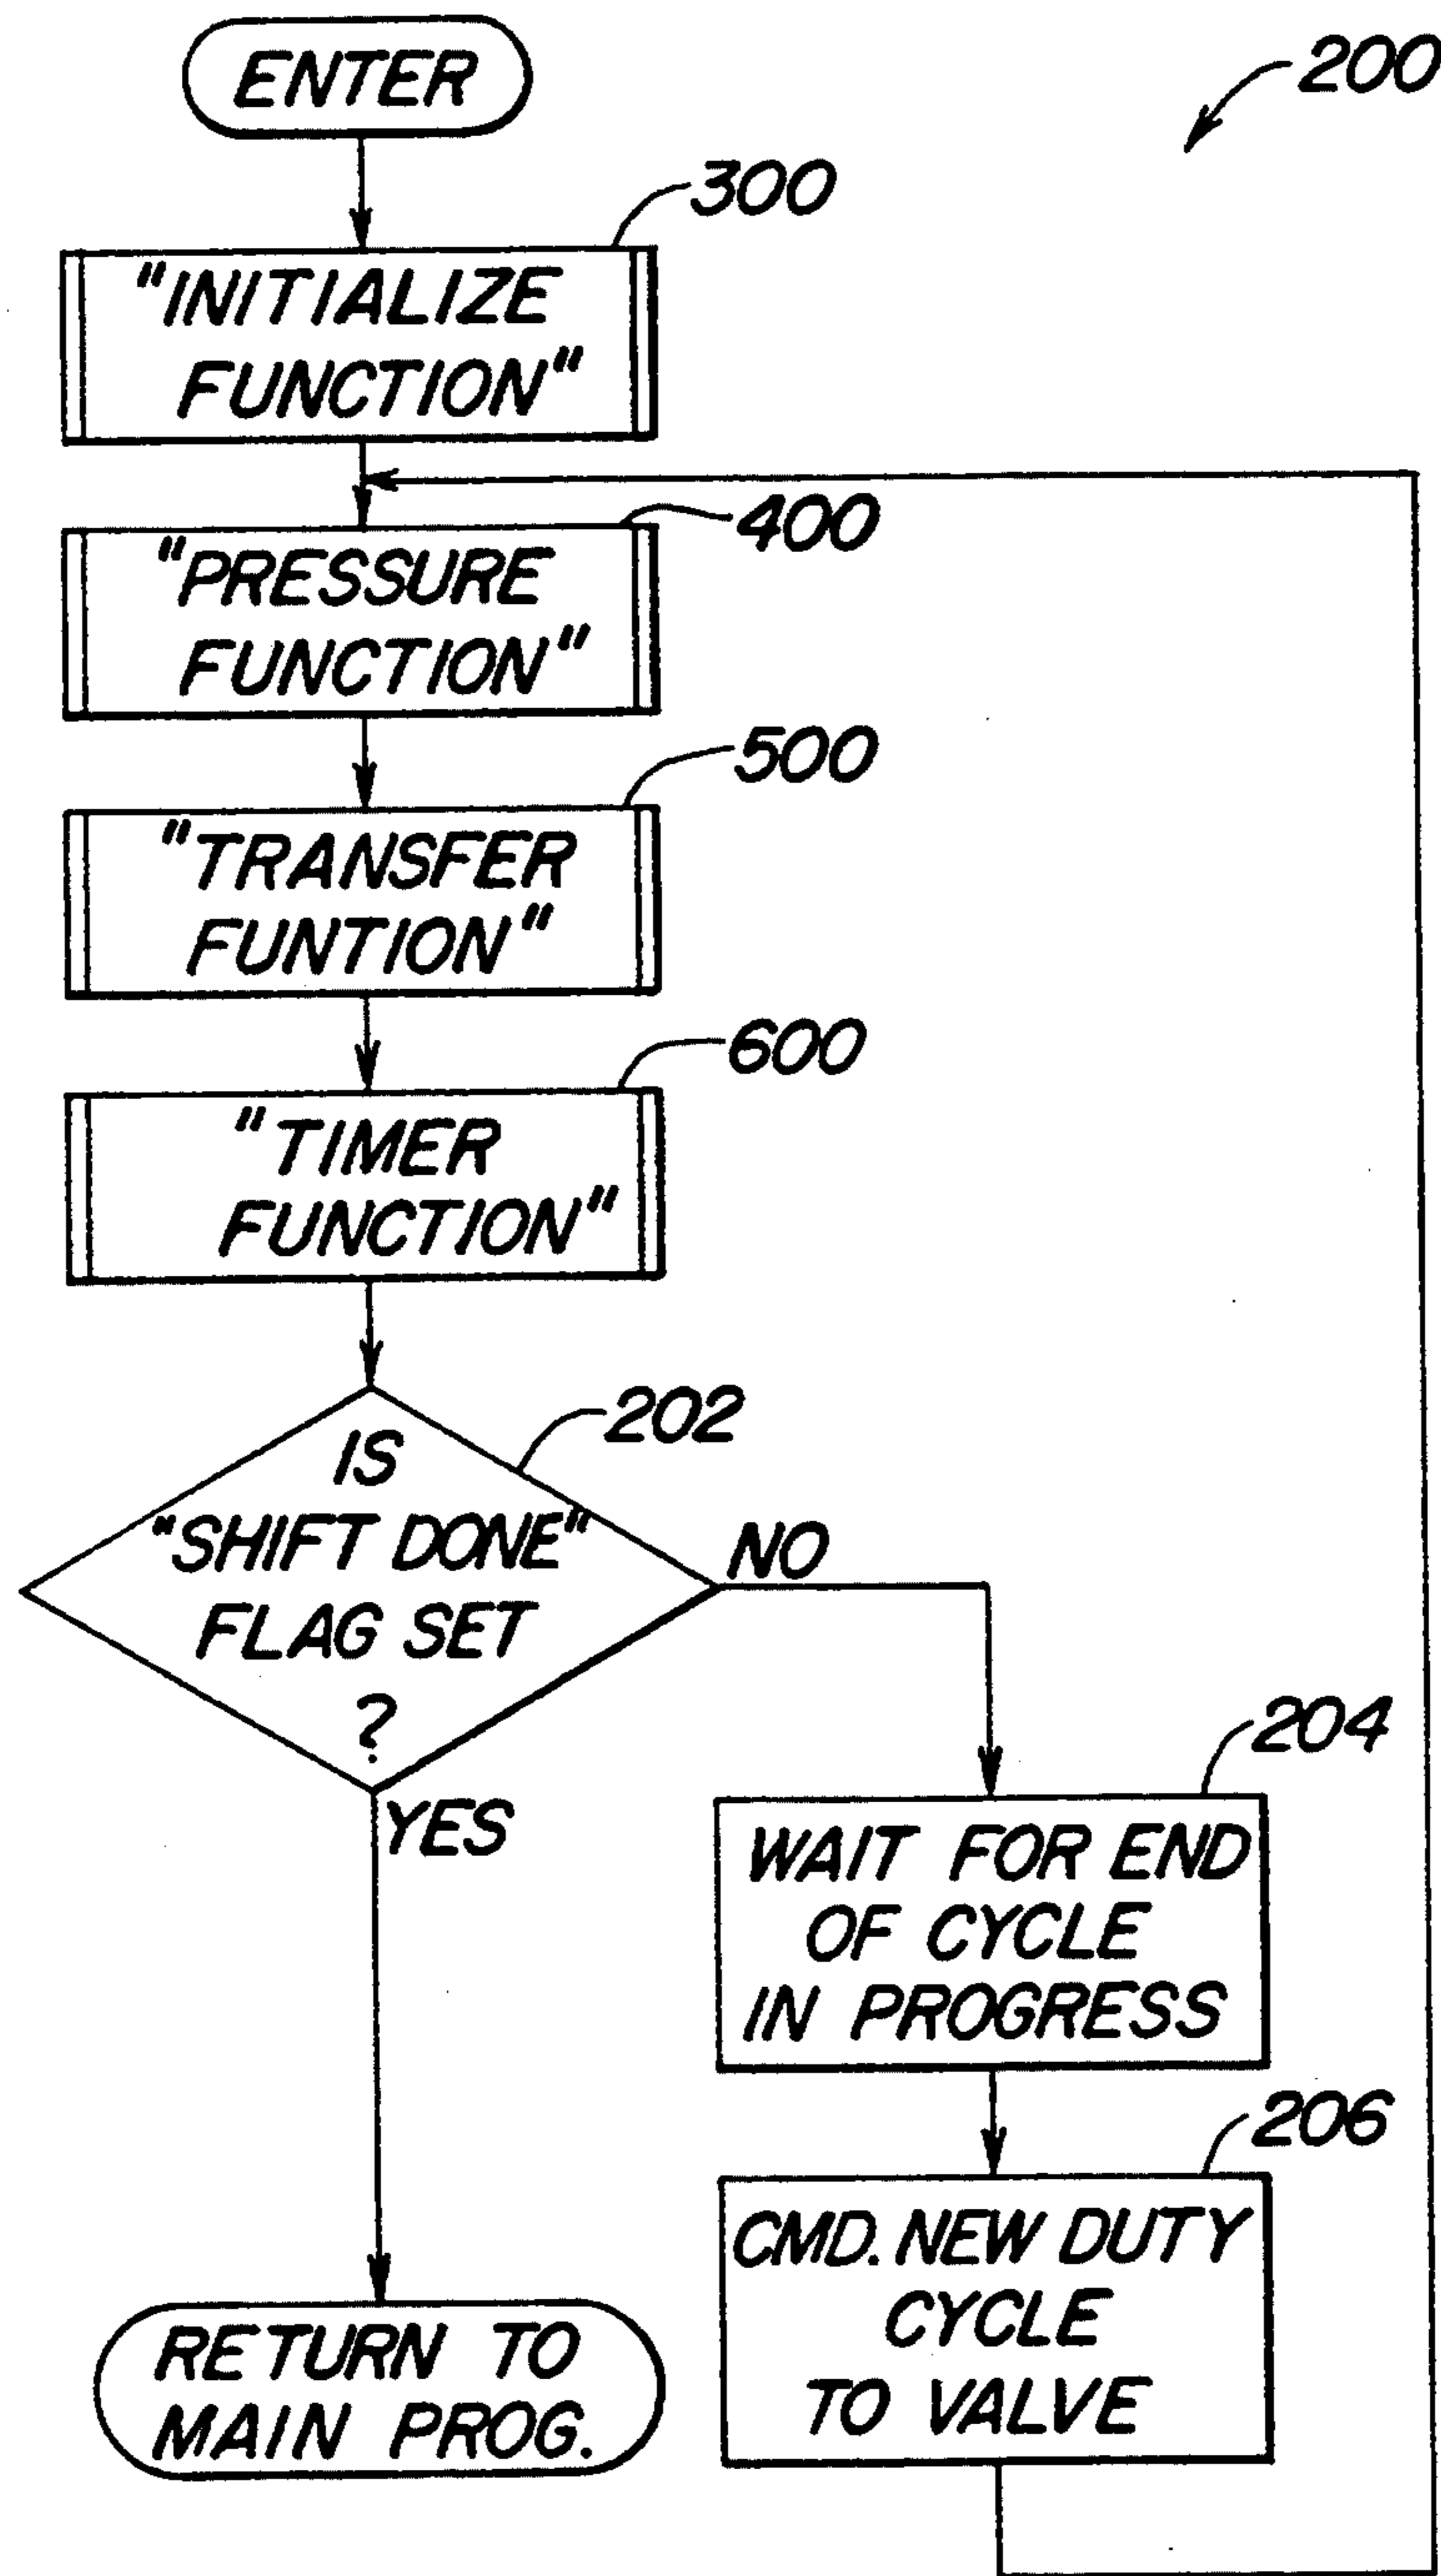 ENTER
200
300
"INITIALIZE
FUNCTION"
400
"PRESSURE
FUNCTION"
500
"TRANSFER
FUNTION"
600
"TIMER
FUNCTION"
202
IS
"SHIFT DONE"
FLAG SET
?
NO
YES
204
WAIT FOR END
OF CYCLE
IN PROGRESS
206
CMD. NEW DUTY
CYCLE
TO VALVE
RETURN TO
MAIN PROG.